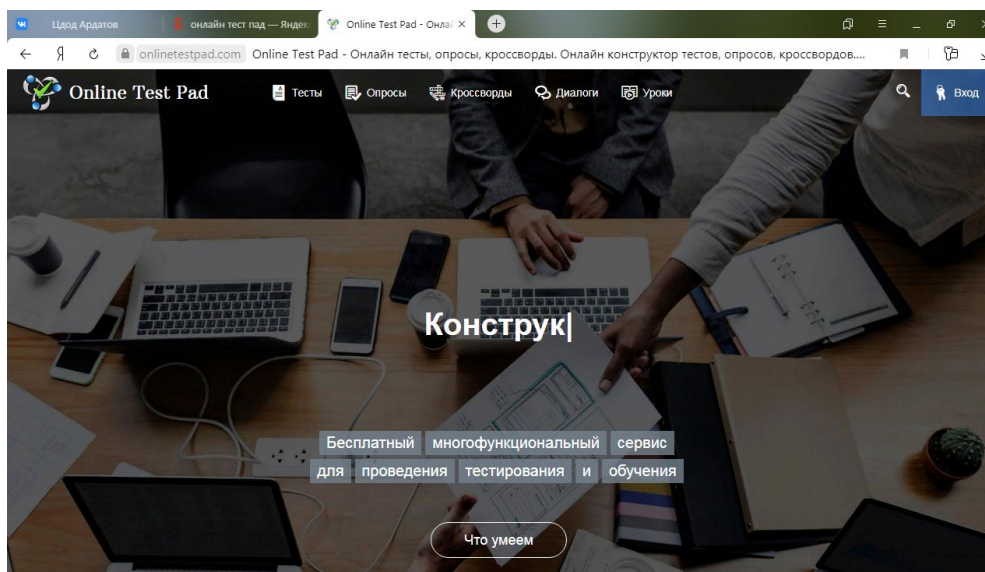 Цдод Ардатов
онлайн тест пад — Яндек
Online Test Pad - Онлай
onlinetestpad.com Online Test Pad - Онлайн тесты, опросы, кроссворды. Онлайн конструктор тестов, опросов, кроссвордов....
Online Test Pad
Тесты
Опросы
Кроссворды
Диалоги
Уроки
Вход
Конструк
Бесплатный многофункциональный сервис
для проведения тестирования и обучения
Что умеем